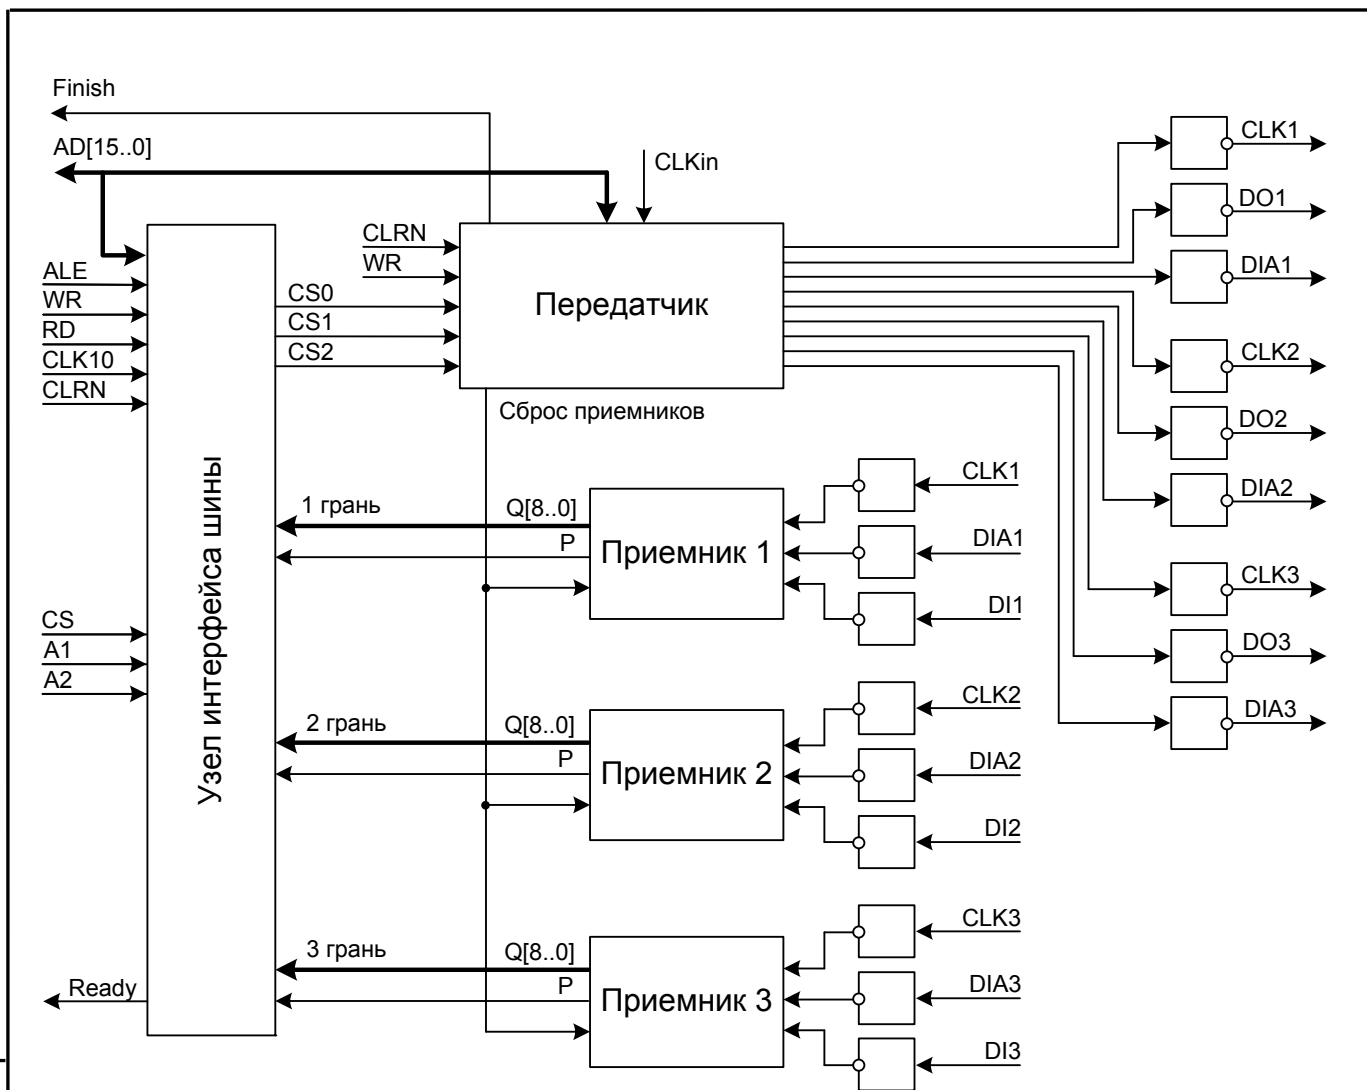 Finish
AD[15..0]
CLKin
ALE
WR
RD
CLK10
CLRN
CS
A1
A2
Ready
Узел интерфейса шины
CS0
CS1
CS2
CLRN
WR
Передатчик
Сброс приемников
CLK1
DO1
DIA1
CLK2
DO2
DIA2
CLK3
DO3
DIA3
1 грань
Q[8..0]
P
Приемник 1
CLK1
DIA1
DI1
2 грань
Q[8..0]
P
Приемник 2
CLK2
DIA2
DI2
3 грань
Q[8..0]
P
Приемник 3
CLK3
DIA3
DI3